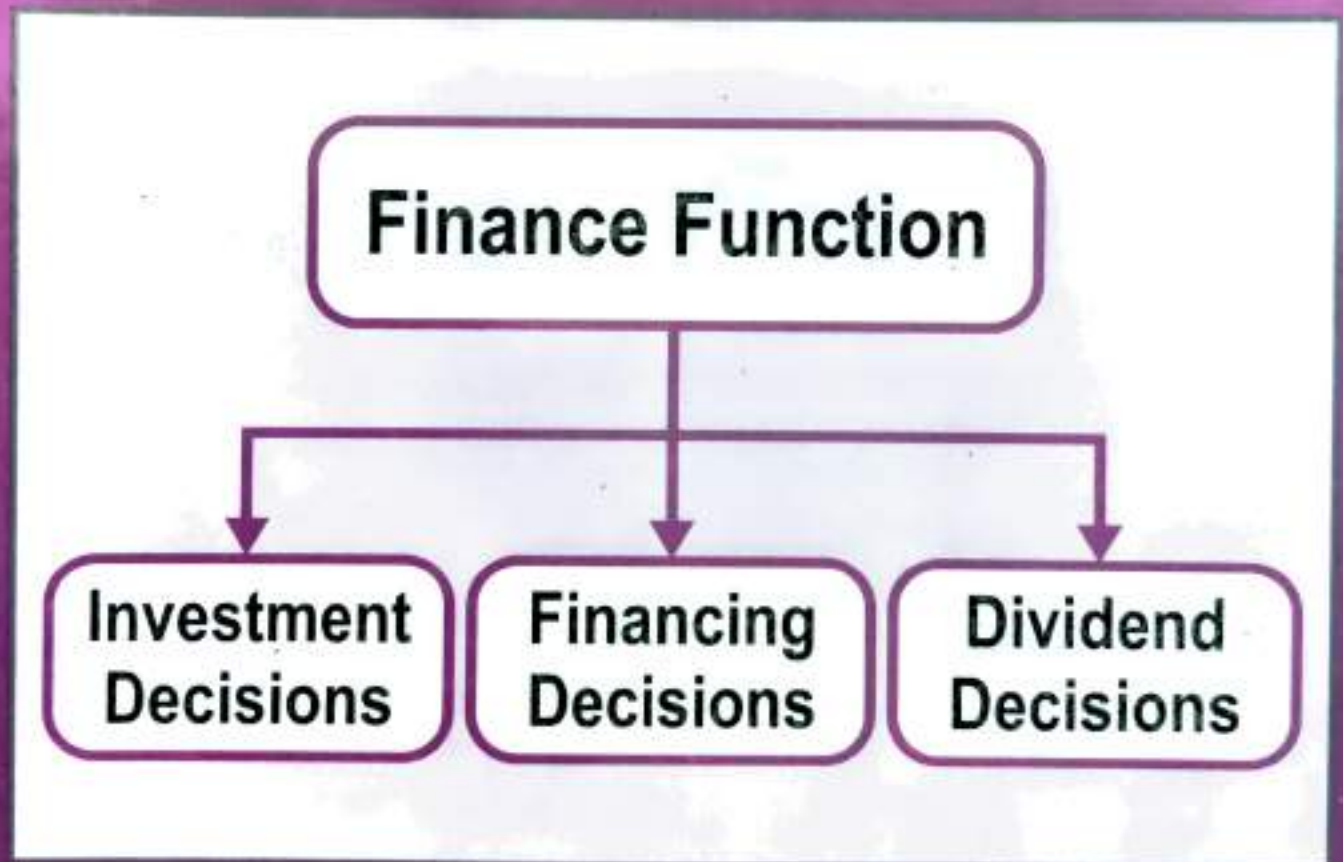 Finance Function
Investment
Decisions
Financing
Decisions
Dividend
Decisions